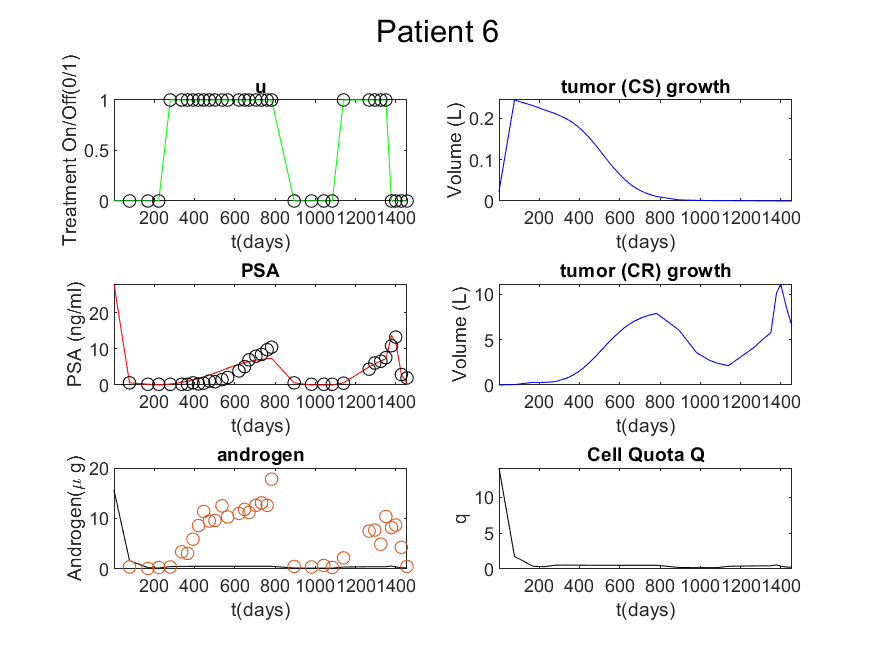 Patient 6
u
Treatment On/Off(0/1)
1
0.5
0
200 400 600 800 1000 1200 1400
t(days)
tumor (CS) growth
Volume (L)
0.2
0.1
0
200 400 600 800 1000 1200 1400
t(days)
PSA
PSA (ng/ml)
20
10
0
200 400 600 800 1000 1200 1400
t(days)
tumor (CR) growth
Volume (L)
10
5
0
200 400 600 800 1000 1200 1400
t(days)
androgen
Androgen(μ g)
20
10
0
200 400 600 800 1000 1200 1400
t(days)
Cell Quota Q
q
10
5
0
200 400 600 800 1000 1200 1400
t(days)